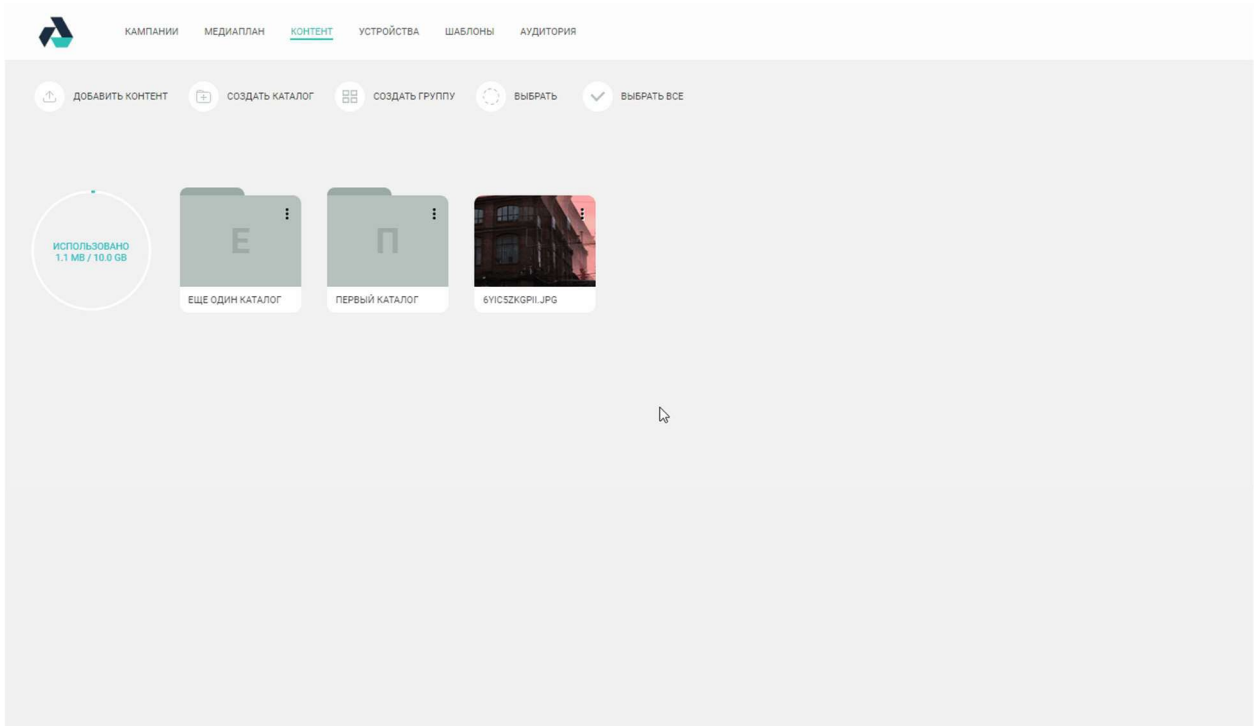 КАМПАНИИ МЕДИАПЛАН КОНТЕНТ УСТРОЙСТВА ШАБЛОНЫ АУДИТОРИЯ
ДОБАВИТЬ КОНТЕНТ СОЗДАТЬ КАТАЛОГ СОЗДАТЬ ГРУППУ ВЫБРАТЬ ВЫБРАТЬ ВСЕ
ИСПОЛЬЗОВАНО
1.1 MB / 10.0 GB
Е П
ЕЩЕ ОДИН КАТАЛОГ ПЕРВЫЙ КАТАЛОГ 6YIC5ZKGPII.JPG